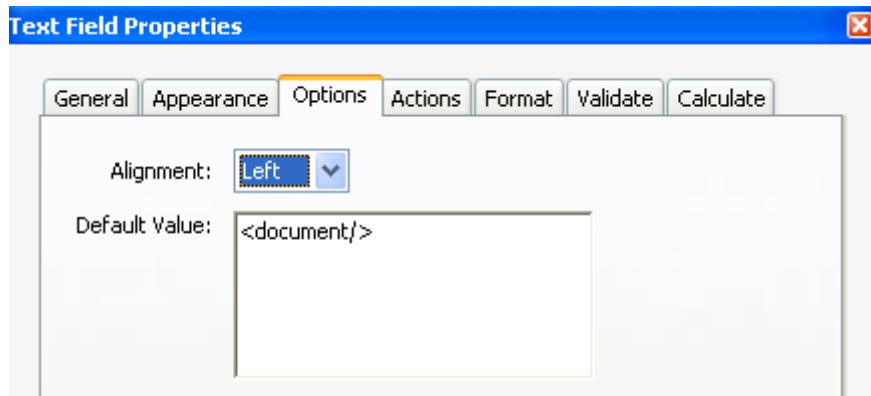 Text Field Properties
General Appearance Options Actions Format Validate Calculate
Alignment: Left
Default Value: <document/>